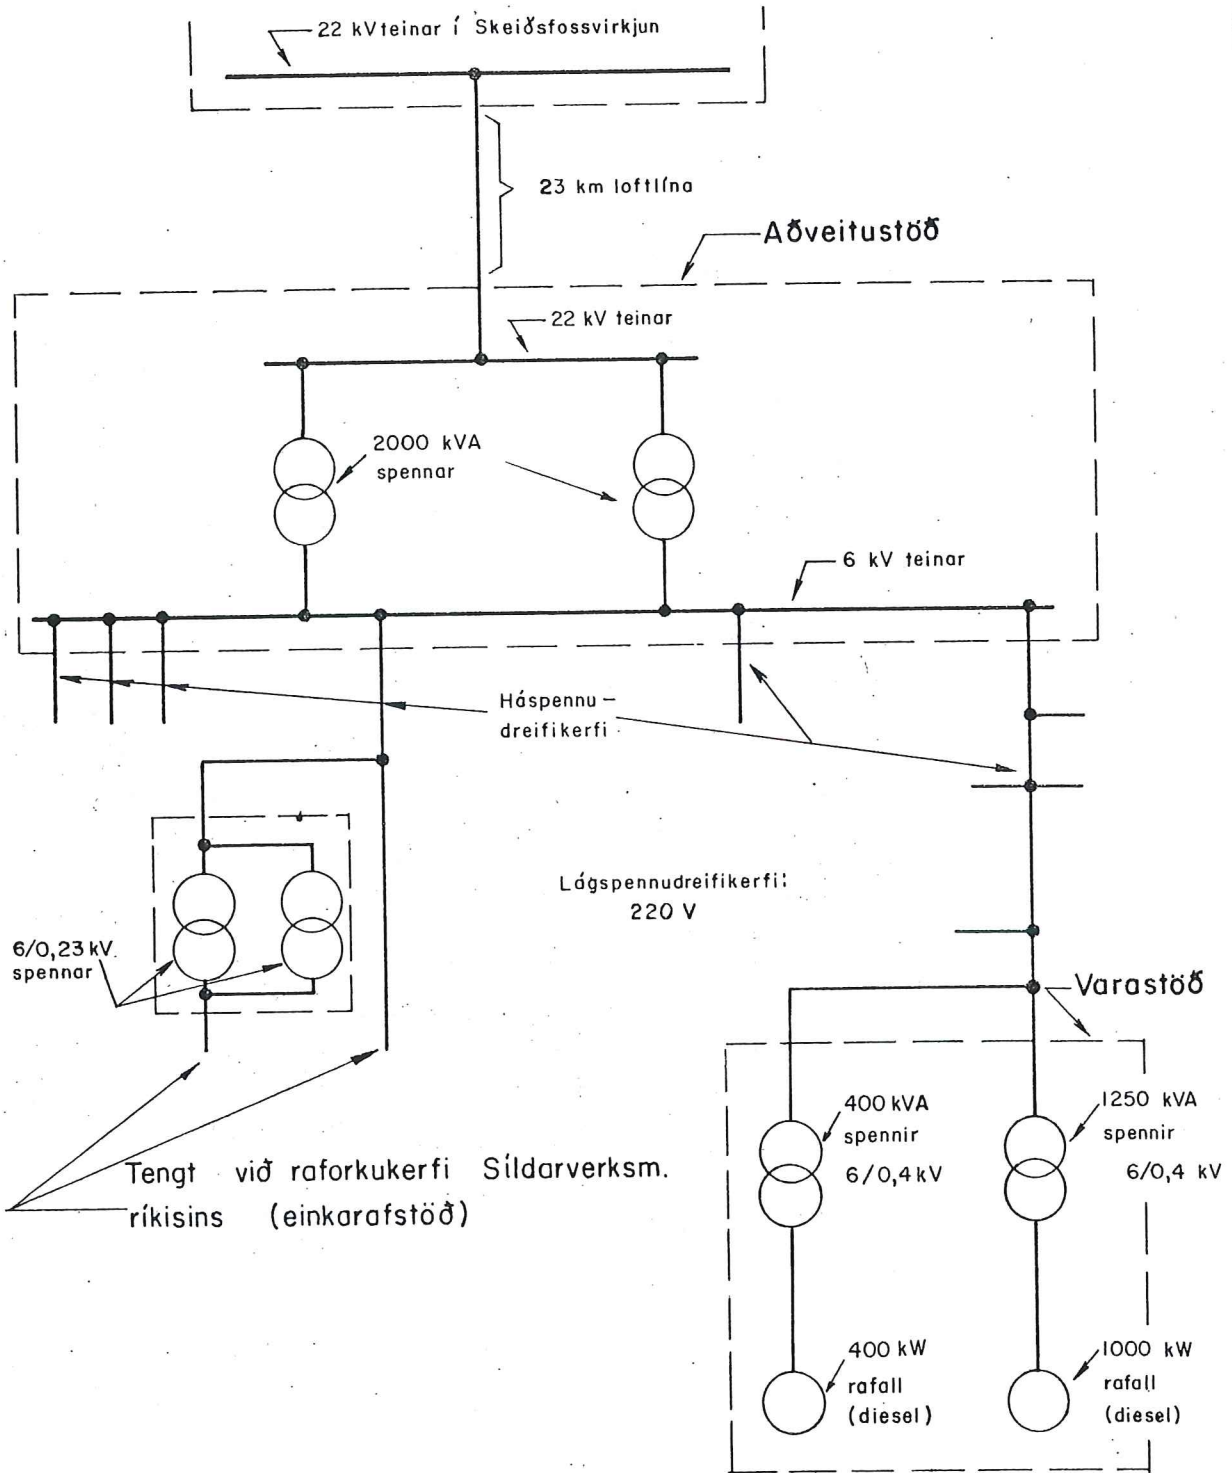 22 kV teinar í Skeiðsfossvirkjun
23 km loftlína
Aðveitustöð
22 kV teinar
2000 kVA
spennar
6 kV teinar
Háspennu-
dreifikerfi
Lágspennudreifikerfi:
220 V
6/0,23 kV
spennar
Varastöð
400 kVA
spennir
6/0,4 kV
1250 kVA
spennir
6/0,4 kV
Tengt við raforkukerfi Síldarverksm.
ríkisins (einkarafstöð)
400 kW
rafall
(diesel)
1000 kW
rafall
(diesel)